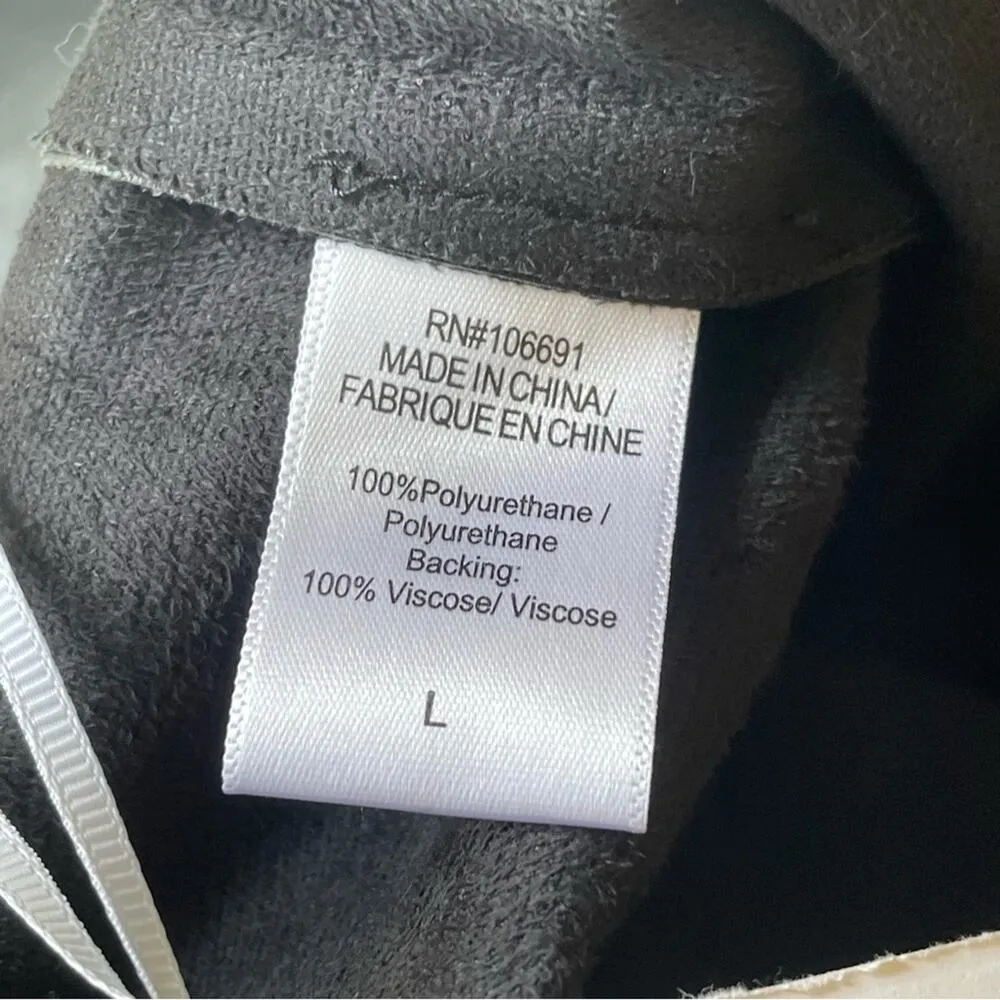 RN#106691
MADE IN CHINA/
FABRIQUE EN CHINE
100%Polyurethane /
Polyurethane
Backing:
100% Viscose/ Viscose
L